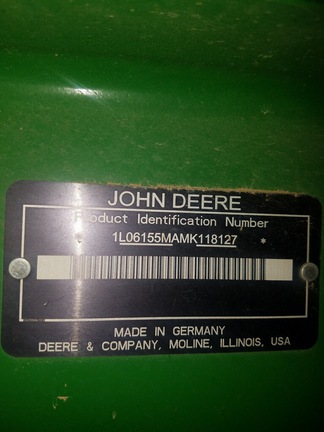 JOHN DEERE
Product Identification Number
1L06155MAMK118127 *
MADE IN GERMANY
DEERE & COMPANY, MOLINE, ILLINOIS, USA